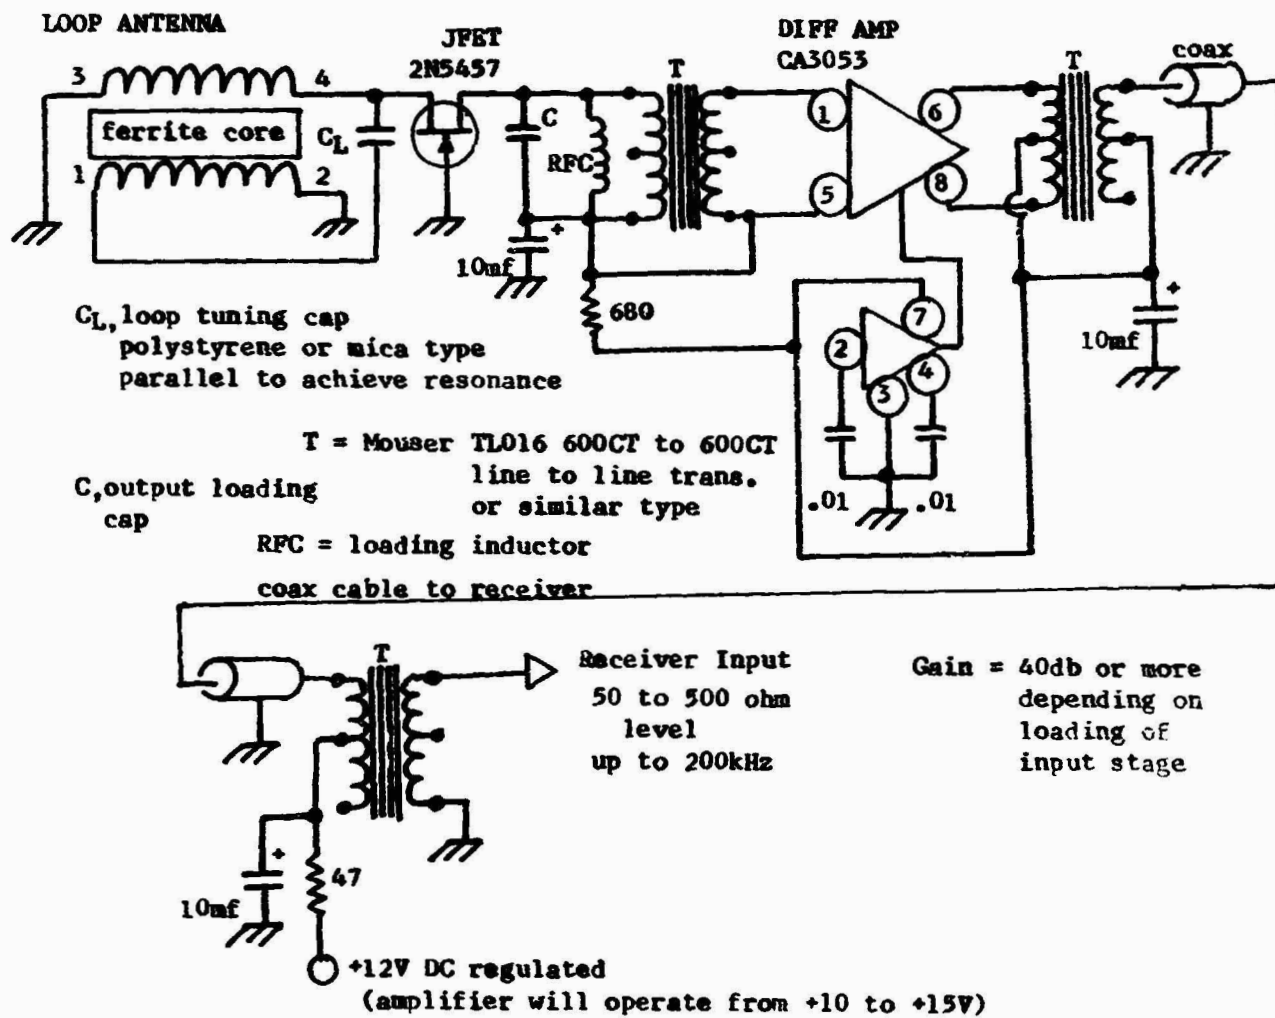 LOOP ANTENNA
JFET
2N5457
DIFF AMP
CA3053
coax
3
4
T
T
1
6
ferrite core
CL
C
RFC
1
2
5
8
+
10mf
680
7
+
CL, loop tuning cap
polystyrene or mica type
parallel to achieve resonance
2
4
3
10mf
T = Mouser TL016 600CT to 600CT
line to line trans.
or similar type
C, output loading
cap
.01
.01
RFC = loading inductor
coax cable to receiver
T
Receiver Input
50 to 500 ohm
level
up to 200kHz
Gain = 40db or more
depending on
loading of
input stage
+
47
10mf
+12V DC regulated
(amplifier will operate from +10 to +15V)